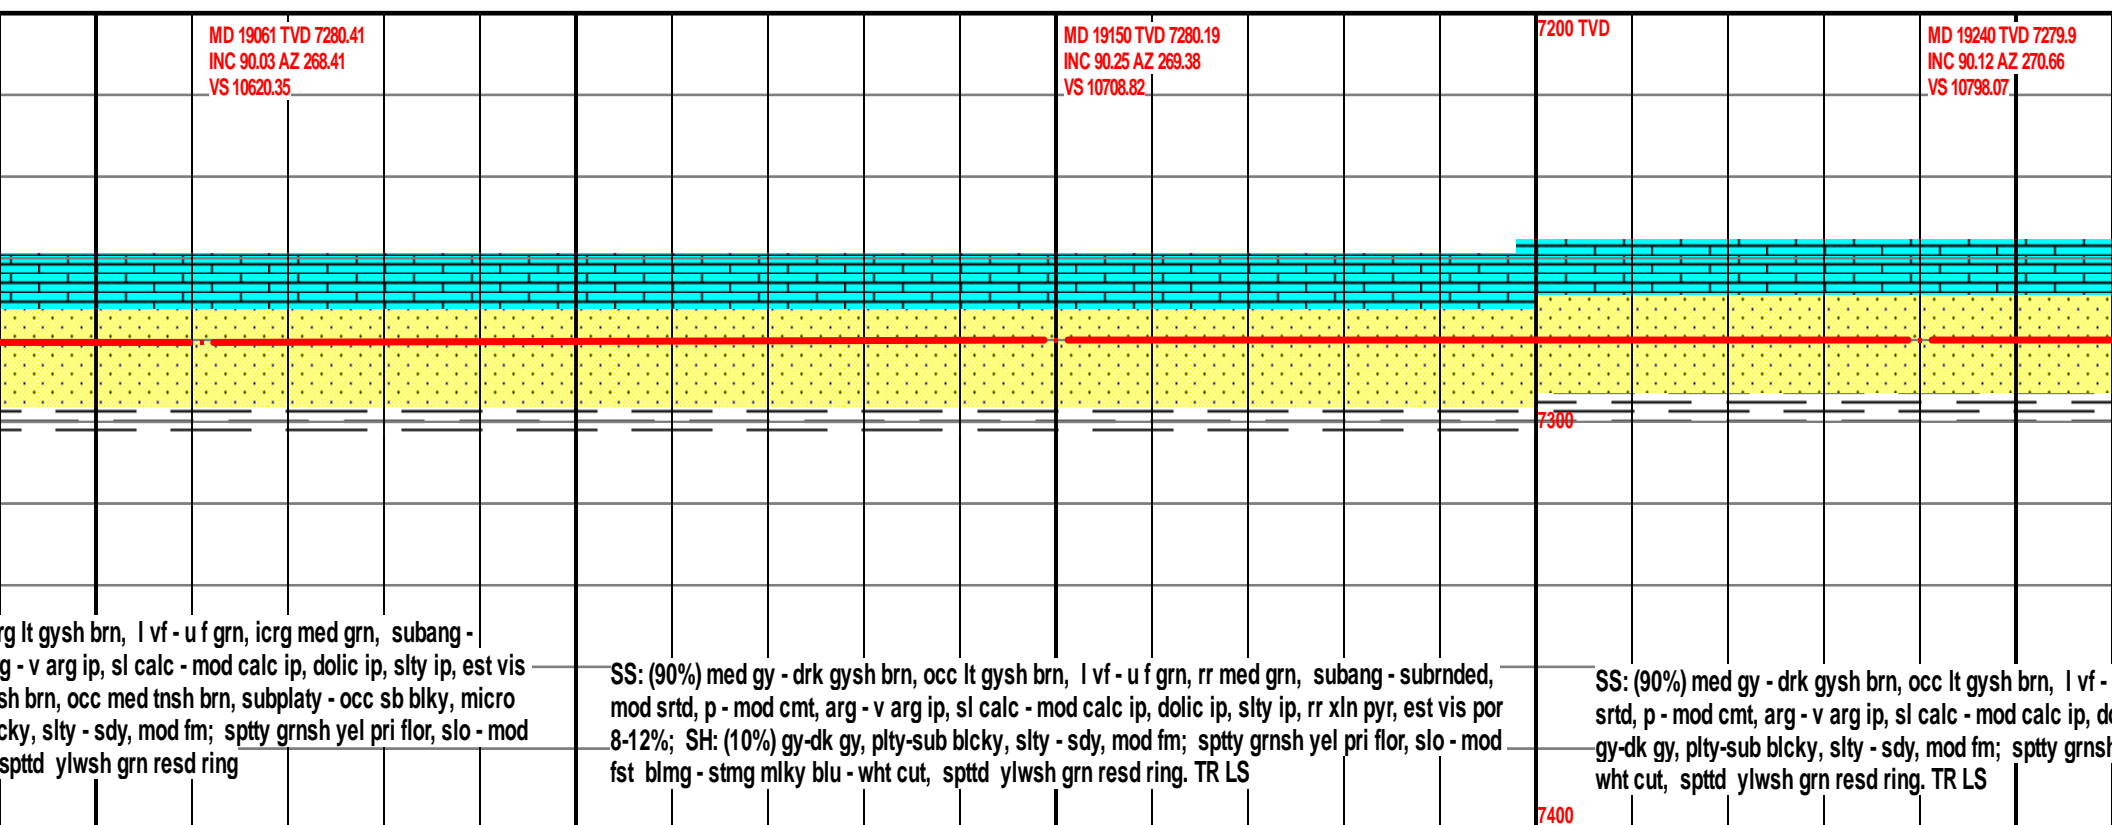 MD 19061 TVD 7280.41
INC 90.03 AZ 268.41
VS 10620.35
MD 19150 TVD 7280.19
INC 90.25 AZ 269.38
VS 10708.82
7200 TVD
MD 19240 TVD 7279.9
INC 90.12 AZ 270.66
VS 10798.07
7300
rg lt gysh brn, l vf - u f grn, icrg med grn, subang -
g - v arg ip, sl calc - mod calc ip, dolic ip, slty ip, est vis
sh brn, occ med tnsh brn, subplaty - occ sb blky, micro
cky, slty - sdy, mod fm; sptty grnsh yel pri flor, slo - mod
spttd ylwsh grn resd ring
SS: (90%) med gy - drk gysh brn, occ lt gysh brn, l vf - u f grn, rr med grn, subang - subrnded,
mod srtd, p - mod cmt, arg - v arg ip, sl calc - mod calc ip, dolic ip, slty ip, rr xln pyr, est vis por
8-12%; SH: (10%) gy-dk gy, plty-sub blcky, slty - sdy, mod fm; sptty grnsh yel pri flor, slo - mod
fst blmg - stmg mlky blu - wht cut, spttd ylwsh grn resd ring. TR LS
SS: (90%) med gy - drk gysh brn, occ lt gysh brn, l vf -
srtd, p - mod cmt, arg - v arg ip, sl calc - mod calc ip, do
gy-dk gy, plty-sub blcky, slty - sdy, mod fm; sptty grnsh
wht cut, spttd ylwsh grn resd ring. TR LS
7400